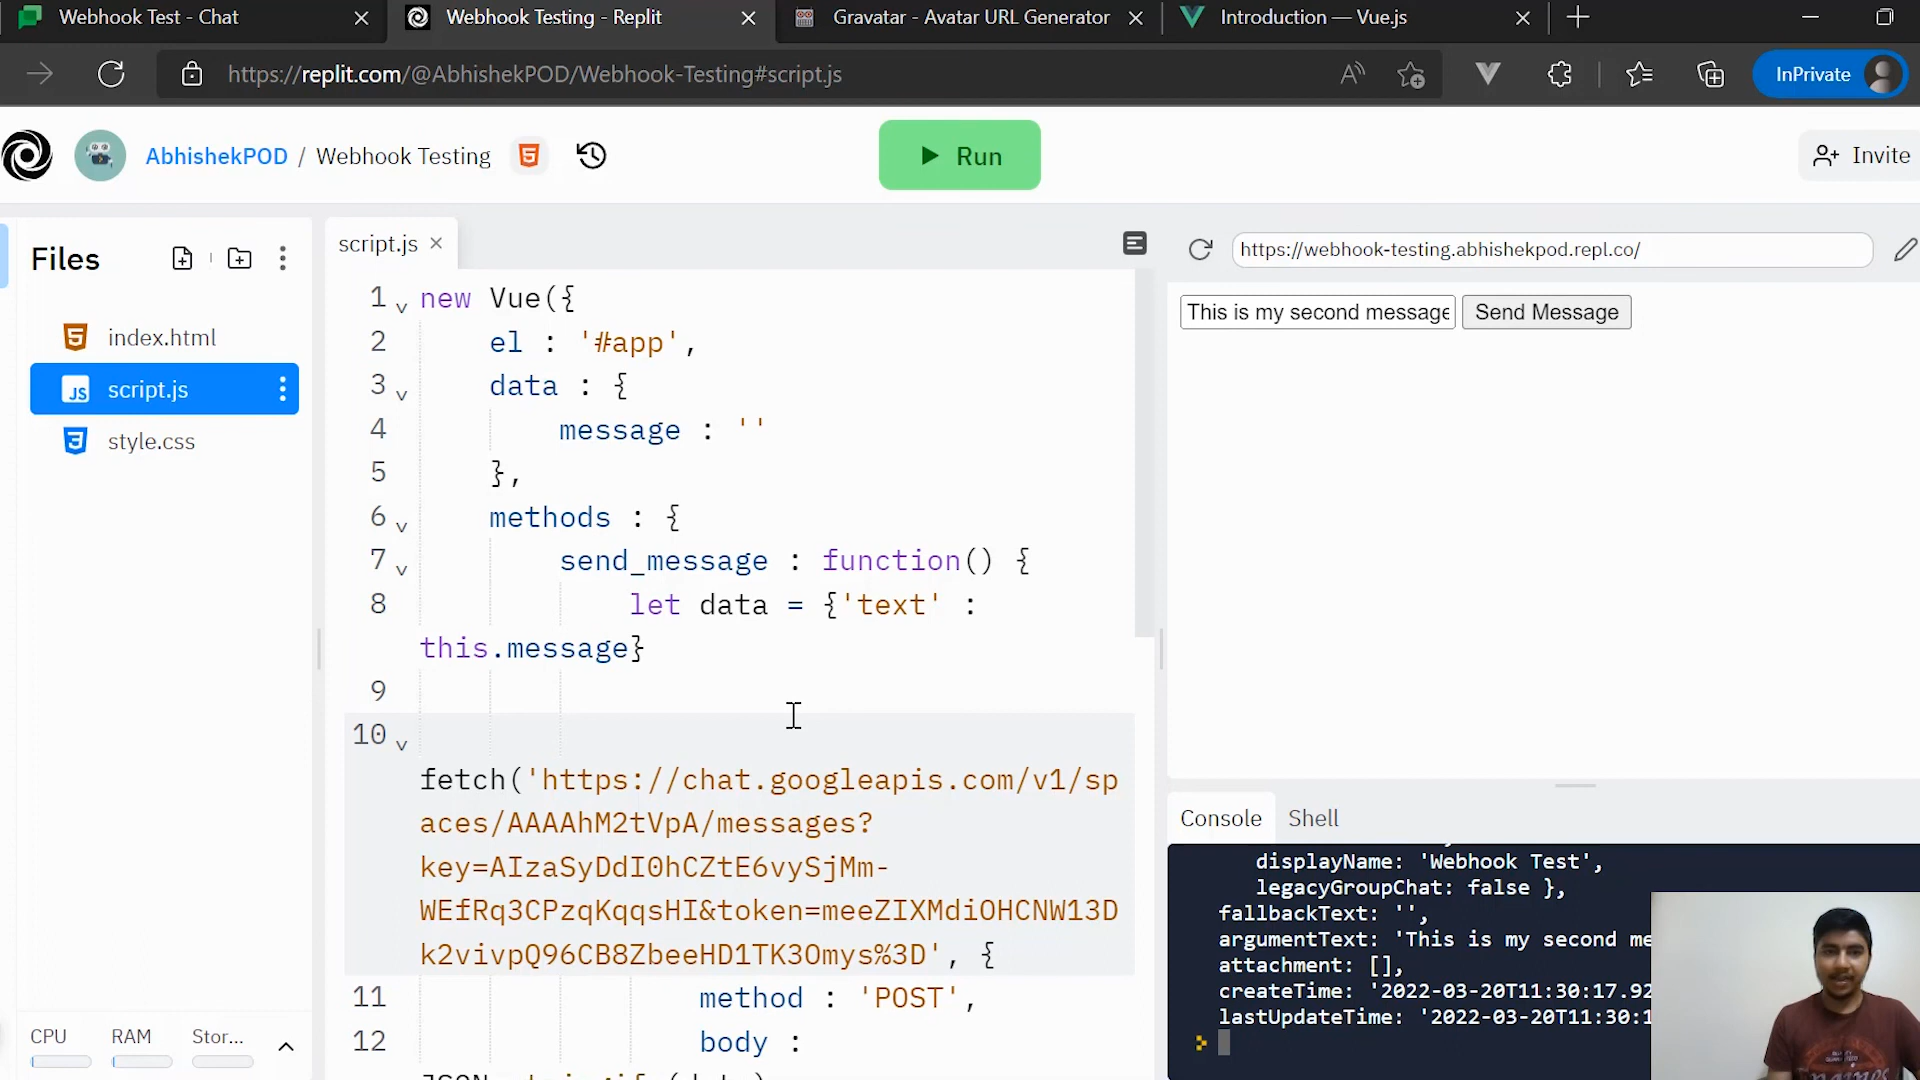 Webhook Test - Chat
Webhook Testing - Replit
Gravatar - Avatar URL Generator
Introduction — Vue.js
https://replit.com/@AbhishekPOD/Webhook-Testing#script.js
InPrivate
AbhishekPOD / Webhook Testing
Run
Invite
Files
index.html
script.js
style.css
CPU
RAM
Stor...
script.js
1 new Vue({
2 el : '#app',
3 data : {
4 message : ''
5 },
6 methods : {
7 send_message : function() {
8 let data = {'text' :
this.message}
9
10
fetch('https://chat.googleapis.com/v1/sp
aces/AAAAhM2tVpA/messages?
key=AIzaSyDdI0hCZtE6vySjMm-
WEfRq3CPzqKqqsHI&token=meeZIXMdiOHCNW13D
k2vivpQ96CB8ZbeeHD1TK3Omys%3D', {
11 method : 'POST',
12 body :
https://webhook-testing.abhishekpod.repl.co/
This is my second message
Send Message
Console
Shell
displayName: 'Webhook Test',
legacyGroupChat: false },
fallbackText: '',
argumentText: 'This is my second me
attachment: [],
createTime: '2022-03-20T11:30:17.92
lastUpdateTime: '2022-03-20T11:30:1